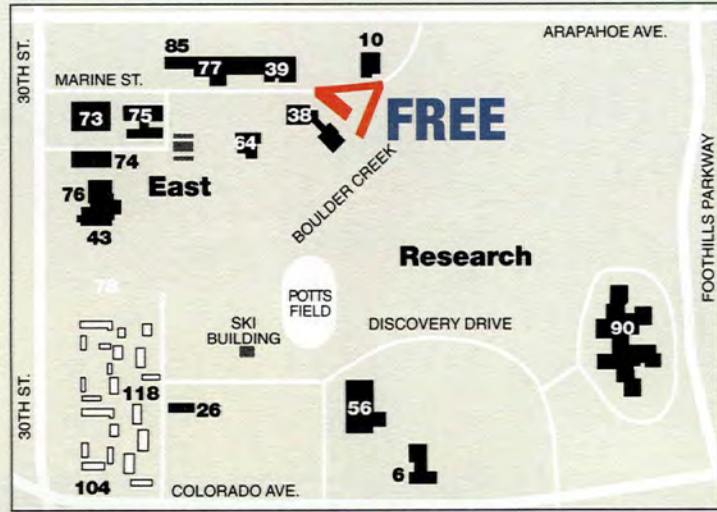 ARAPAHOE AVE.
30TH ST.
85
10
77
39
MARINE ST.
73
75
38
FREE
64
74
76
East
43
BOULDER CREEK
FOOTHILLS PARKWAY
Research
78
POTTS
FIELD
SKI
BUILDING
DISCOVERY DRIVE
90
118
26
56
30TH ST.
6
104
COLORADO AVE.